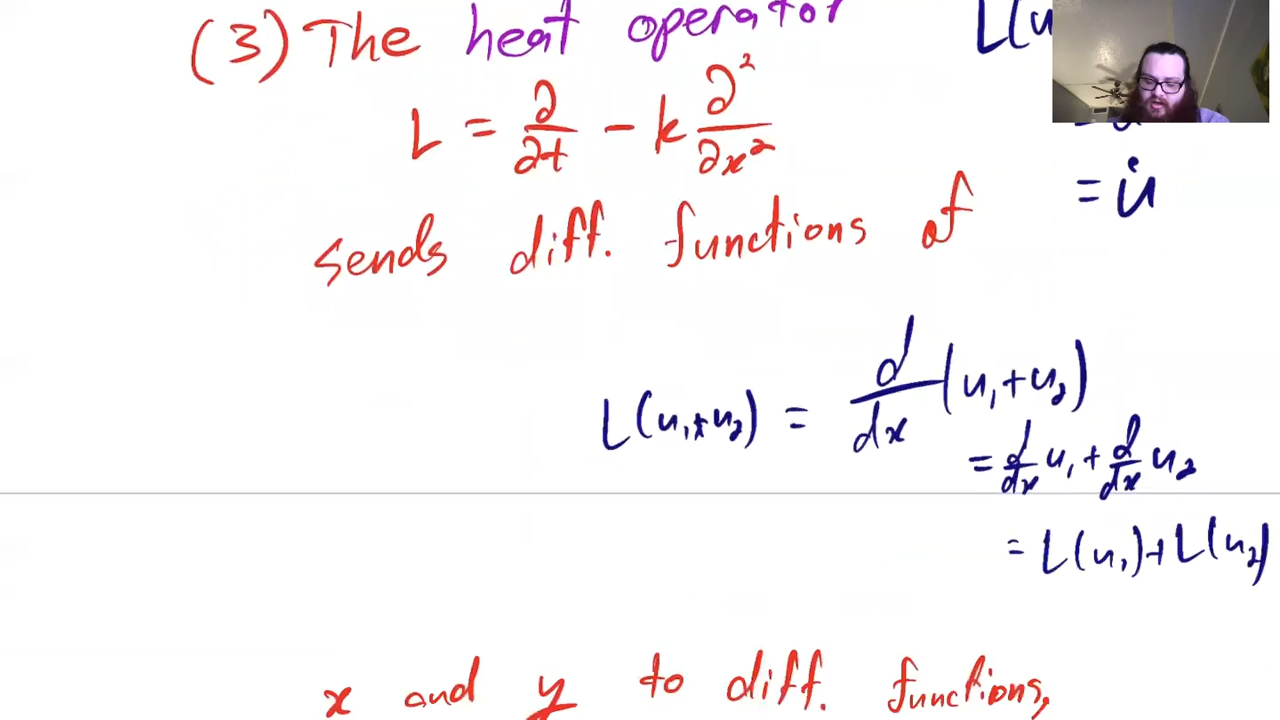 (3) The heat operator
L(u
L = ∂/∂t - k ∂²/∂x²
= u̇
sends diff. functions of
L(u₁+u₂) = d/dx (u₁+u₂)
= d/dx u₁ + d/dx u₂
= L(u₁)+L(u₂)
x and y to diff. functions,